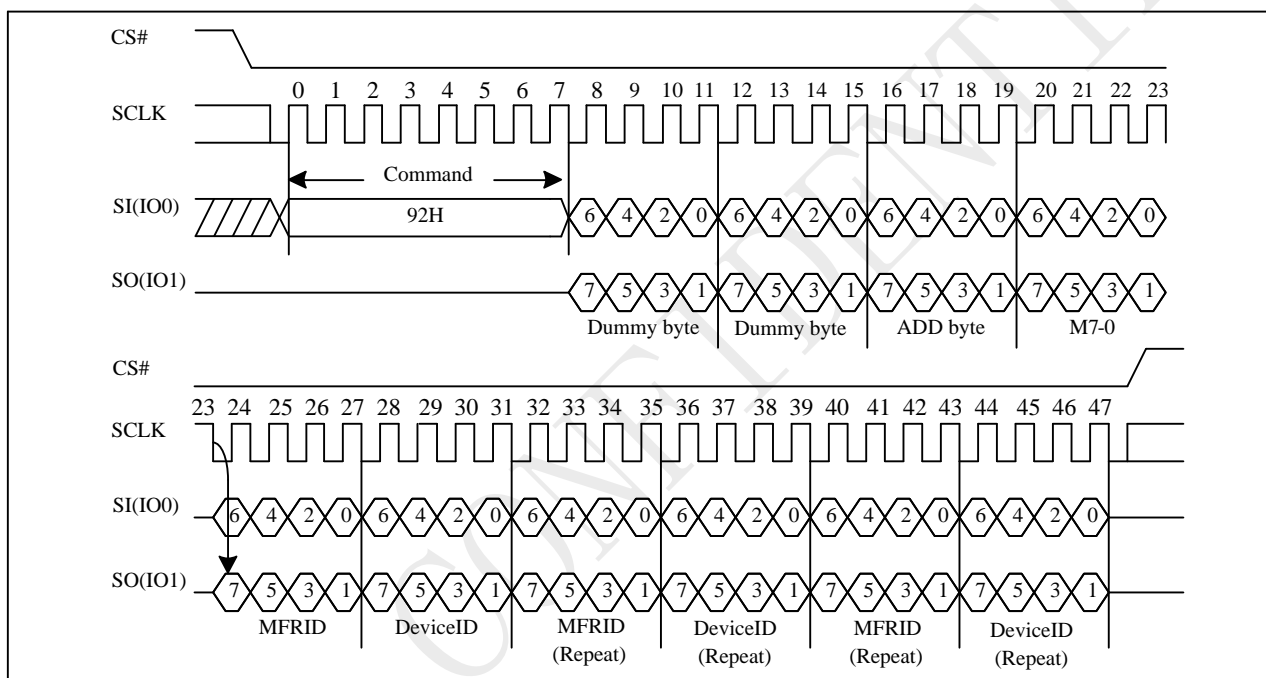 CS#
0 1 2 3 4 5 6 7 8 9 10 11 12 13 14 15 16 17 18 19 20 21 22 23
SCLK
Command
SI(IO0)
92H
6 4 2 0 6 4 2 0 6 4 2 0 6 4 2 0
SO(IO1)
7 5 3 1 7 5 3 1 7 5 3 1 7 5 3 1
Dummy byte Dummy byte ADD byte M7-0
CS#
23 24 25 26 27 28 29 30 31 32 33 34 35 36 37 38 39 40 41 42 43 44 45 46 47
SCLK
SI(IO0)
6 4 2 0 6 4 2 0 6 4 2 0 6 4 2 0 6 4 2 0 6 4 2 0
SO(IO1)
7 5 3 1 7 5 3 1 7 5 3 1 7 5 3 1 7 5 3 1 7 5 3 1
MFRID DeviceID MFRID DeviceID MFRID DeviceID
(Repeat) (Repeat) (Repeat) (Repeat)
CONFIDENTI